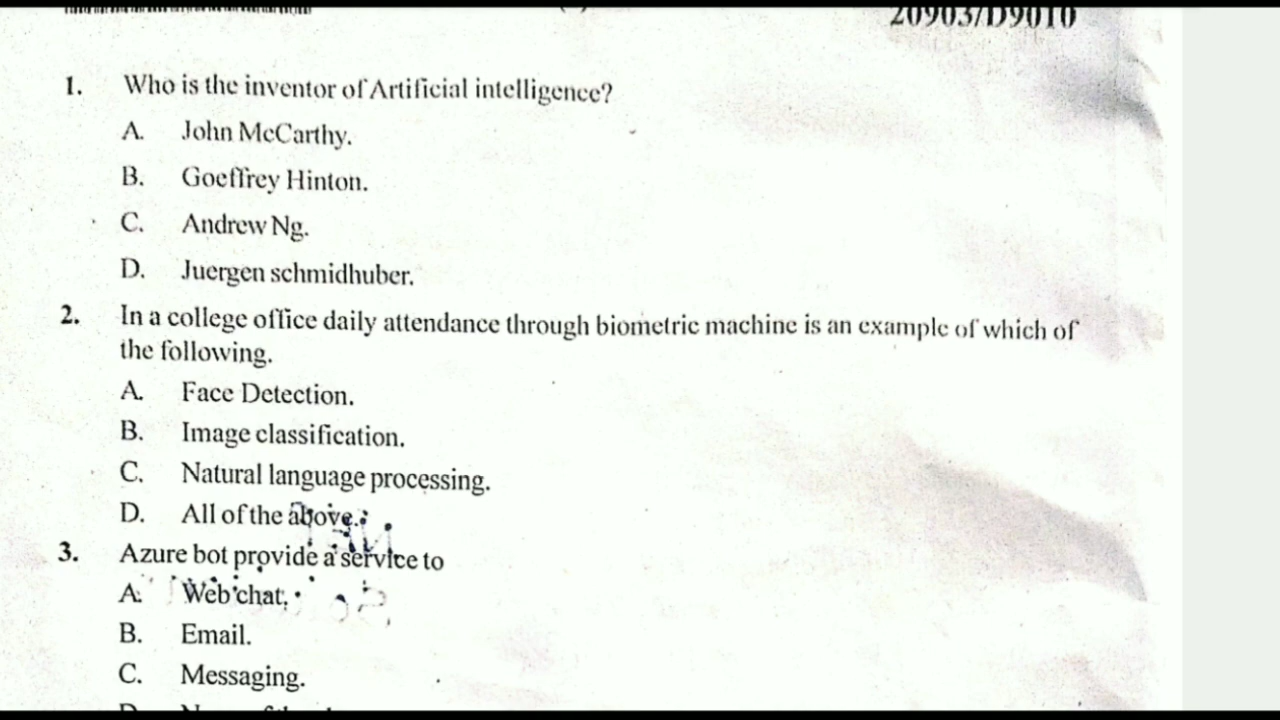 20903/D9010
1. Who is the inventor of Artificial intelligence?
A. John McCarthy.
B. Goeffrey Hinton.
C. Andrew Ng.
D. Juergen schmidhuber.
2. In a college office daily attendance through biometric machine is an example of which of
the following.
A. Face Detection.
B. Image classification.
C. Natural language processing.
D. All of the above.
3. Azure bot provide a service to
A. Web chat.
B. Email.
C. Messaging.